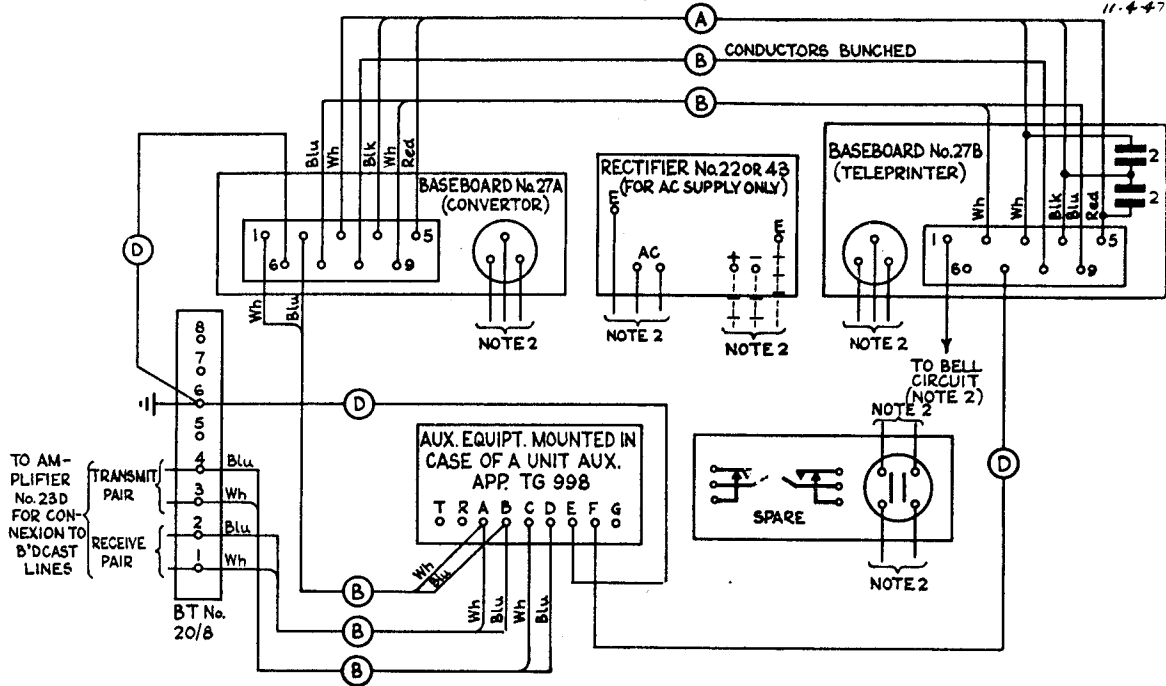 11-4-47
A
B
CONDUCTORS BUNCHED
B
Blu
Wh
Blk
Wh
Red
BASEBOARD No.27A
(CONVERTOR)
1
5
6
9
NOTE 2
Wh
Blu
D
RECTIFIER No.22 OR 43
(FOR AC SUPPLY ONLY)
E
AC
+
−
E
NOTE 2
NOTE 2
BASEBOARD No.27B
(TELEPRINTER)
Wh
Wh
Blk
Blu
Red
2
2
1
5
6
9
NOTE 2
TO BELL
CIRCUIT
(NOTE 2)
8
7
6
5
4
3
2
1
D
Blu
Wh
Blu
Wh
TO AM-
PLIFIER
No. 23D
FOR CON-
NEXION TO
B'DCAST
LINES
TRANSMIT
PAIR
RECEIVE
PAIR
BT No.
20/8
AUX. EQUIPT. MOUNTED IN
CASE OF A UNIT AUX.
APP. TG 998
T R A B C D E F G
Wh
Blu
Wh
Blu
Wh
Blu
B
B
B
NOTE 2
SPARE
NOTE 2
D